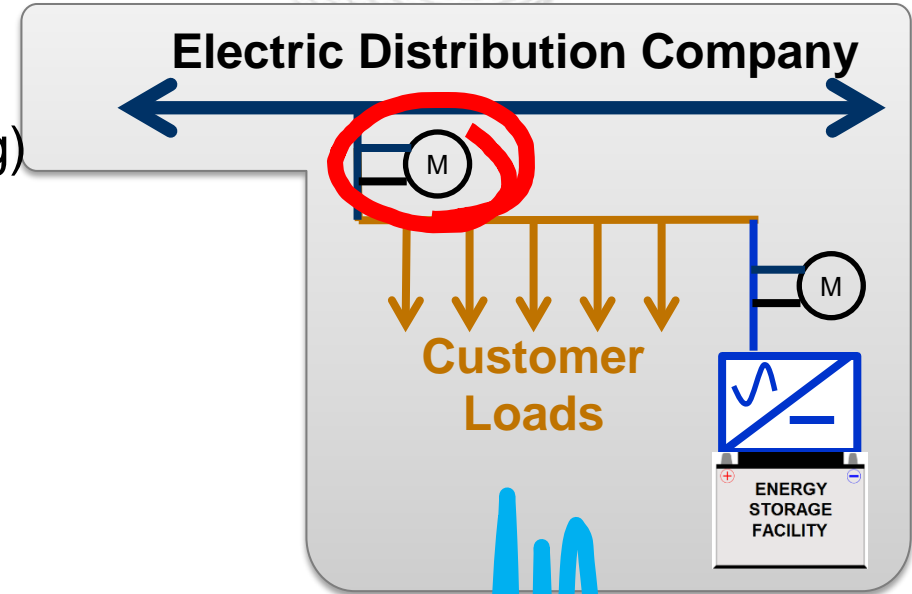 Electric Distribution Company
g)
M
M
Customer
Loads
+
−
ENERGY
STORAGE
FACILITY